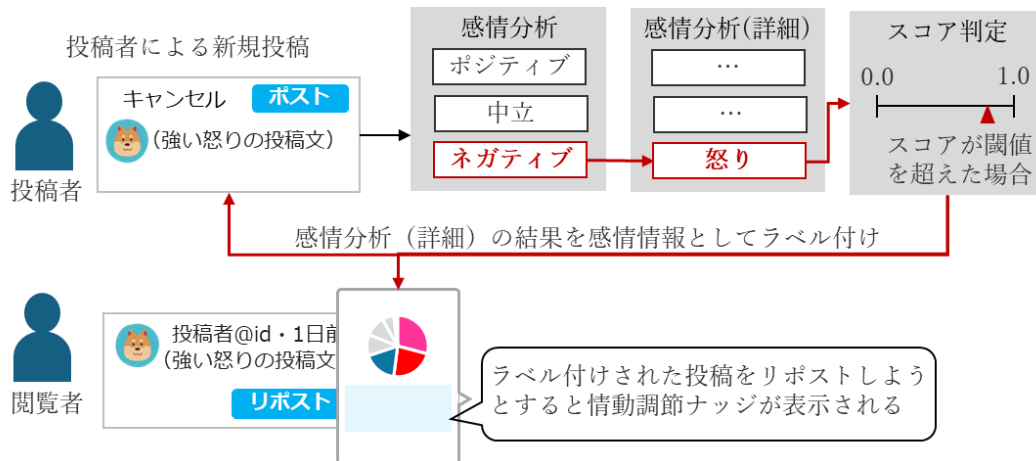 投稿者による新規投稿
キャンセル
ポスト
(強い怒りの投稿文)
投稿者
感情分析
ポジティブ
中立
ネガティブ
感情分析(詳細)
…
…
怒り
スコア判定
0.0
1.0
スコアが閾値
を超えた場合
感情分析（詳細）の結果を感情情報としてラベル付け
閲覧者
投稿者@id・1日前
(強い怒りの投稿文
リポスト
ラベル付けされた投稿をリポストしよう
とすると情動調節ナッジが表示される